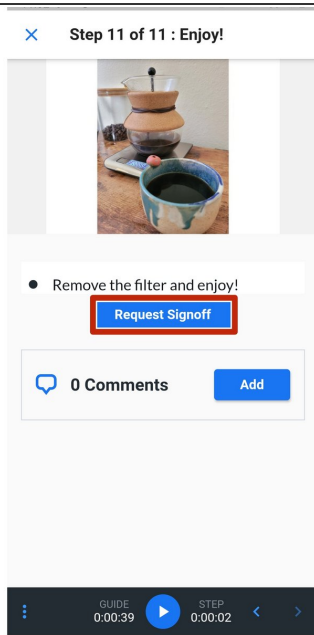 Step 11 of 11 : Enjoy!
Remove the filter and enjoy!
Request Signoff
0 Comments
Add
GUIDE
0:00:39
STEP
0:00:02